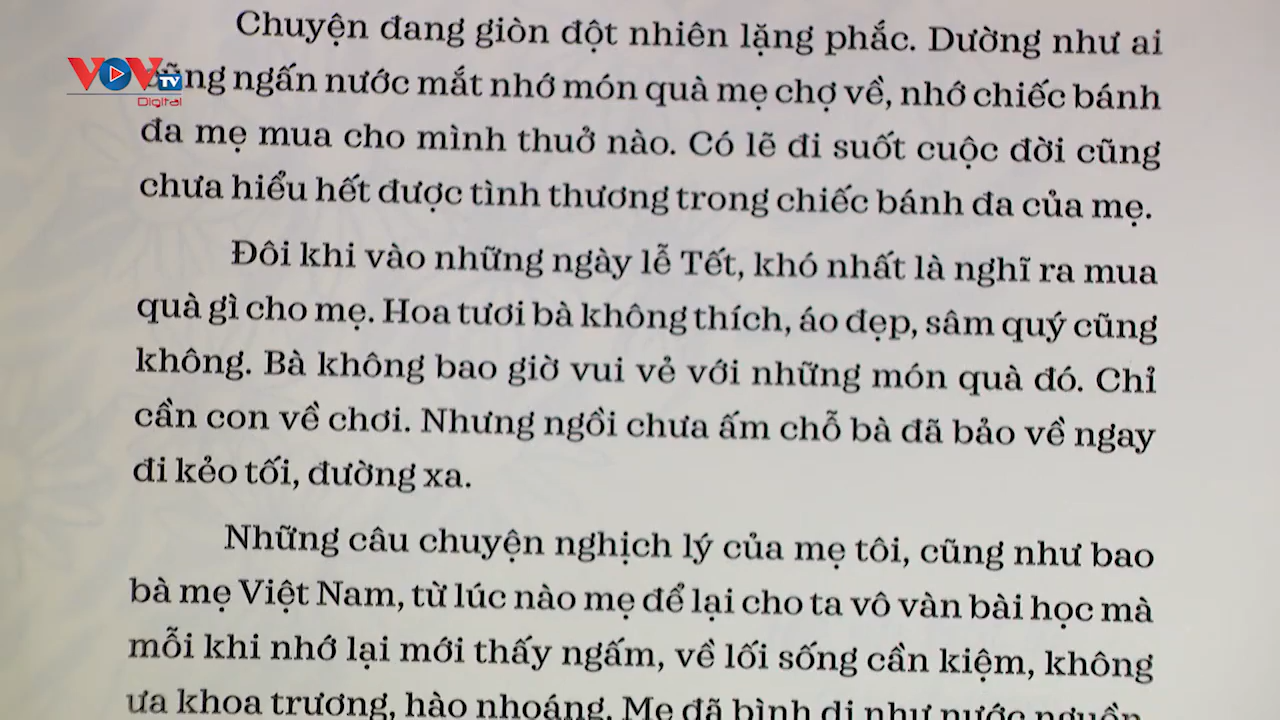 Chuyện đang giòn đột nhiên lặng phắc. Dường như ai
VOV TV
cũng ngấn nước mắt nhớ món quà mẹ chợ về, nhớ chiếc bánh
Digital
đa mẹ mua cho mình thuở nào. Có lẽ đi suốt cuộc đời cũng
chưa hiểu hết được tình thương trong chiếc bánh đa của mẹ.
Đôi khi vào những ngày lễ Tết, khó nhất là nghĩ ra mua
quà gì cho mẹ. Hoa tươi bà không thích, áo đẹp, sâm quý cũng
không. Bà không bao giờ vui vẻ với những món quà đó. Chỉ
cần con về chơi. Nhưng ngồi chưa ấm chỗ bà đã bảo về ngay
đi kẻo tối, đường xa.
Những câu chuyện nghịch lý của mẹ tôi, cũng như bao
bà mẹ Việt Nam, từ lúc nào mẹ để lại cho ta vô vàn bài học mà
mỗi khi nhớ lại mới thấy ngấm, về lối sống cần kiệm, không
ưa khoa trương, hào nhoáng. Mẹ đã bình dị như nước nguồn